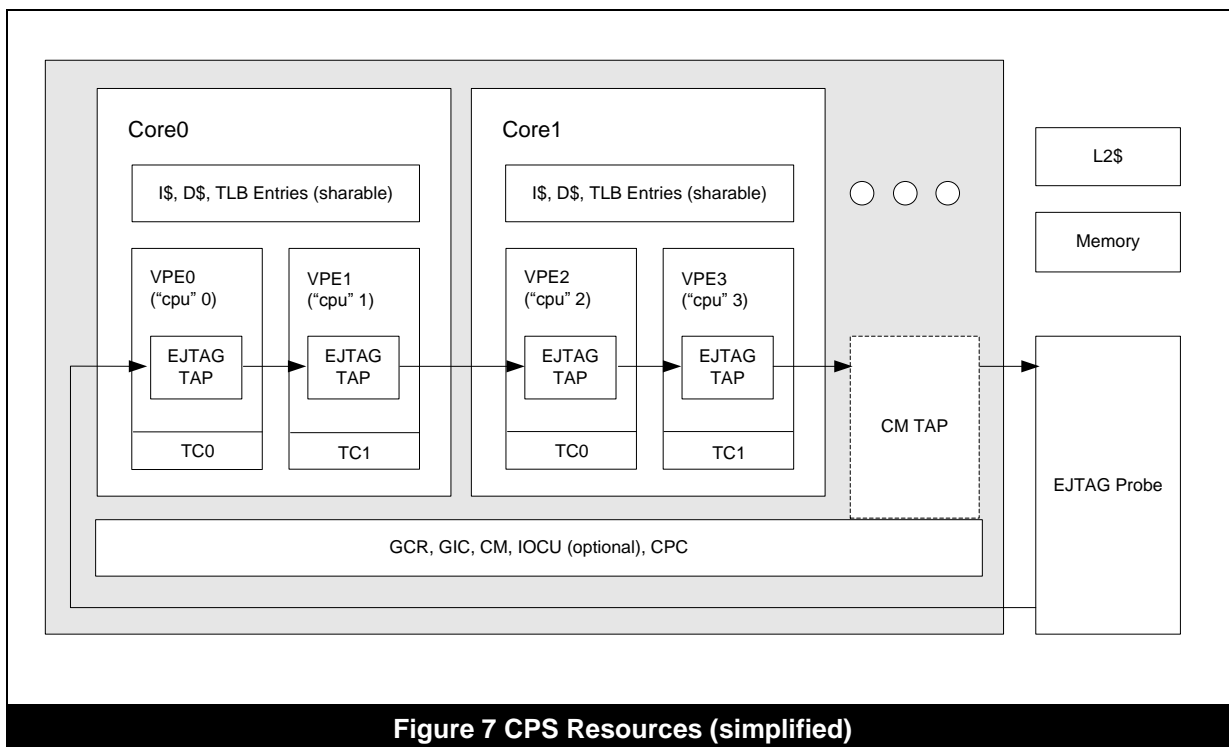 Core0
I$, D$, TLB Entries (sharable)
VPE0
(“cpu” 0)
EJTAG
TAP
TC0
VPE1
(“cpu” 1)
EJTAG
TAP
TC1
Core1
I$, D$, TLB Entries (sharable)
VPE2
(“cpu” 2)
EJTAG
TAP
TC0
VPE3
(“cpu” 3)
EJTAG
TAP
TC1
CM TAP
GCR, GIC, CM, IOCU (optional), CPC
L2$
Memory
EJTAG Probe
Figure 7 CPS Resources (simplified)